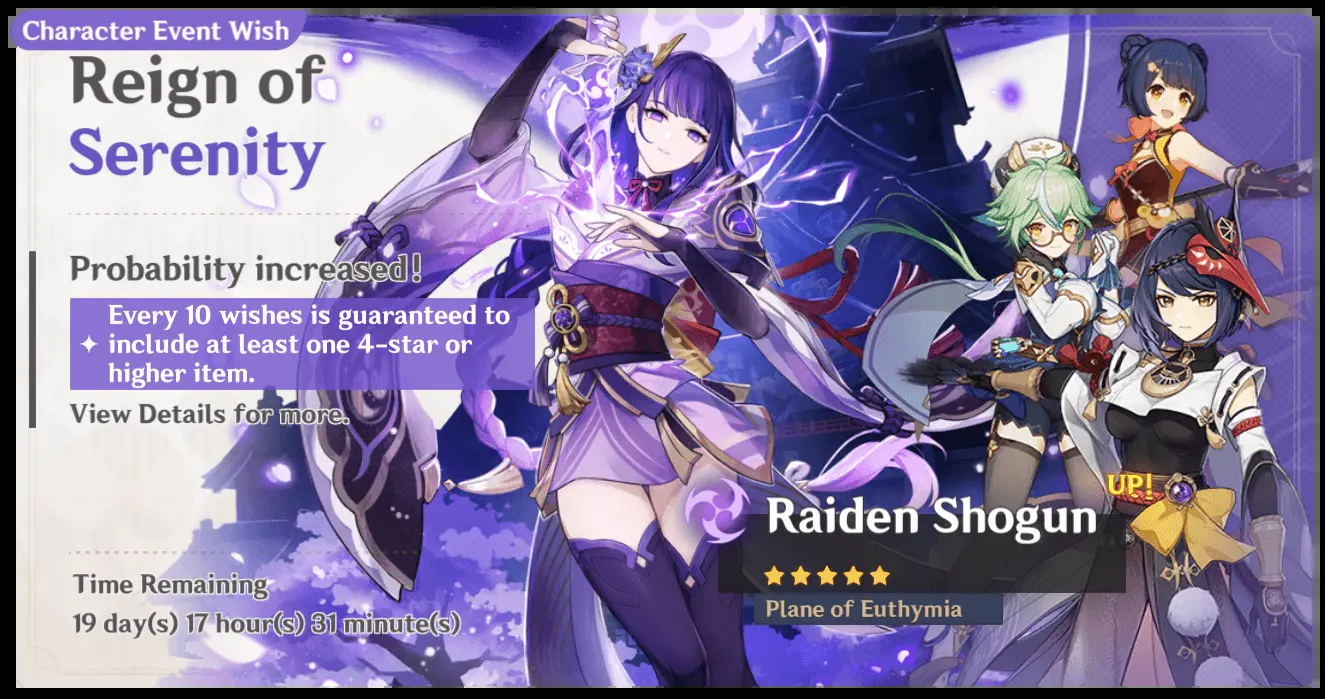 Character Event Wish
Reign of
Serenity
Probability increased!
Every 10 wishes is guaranteed to
✦ include at least one 4-star or
higher item.
View Details for more.
Time Remaining
19 day(s) 17 hour(s) 31 minute(s)
UP!
Raiden Shogun
★★★★★
Plane of Euthymia